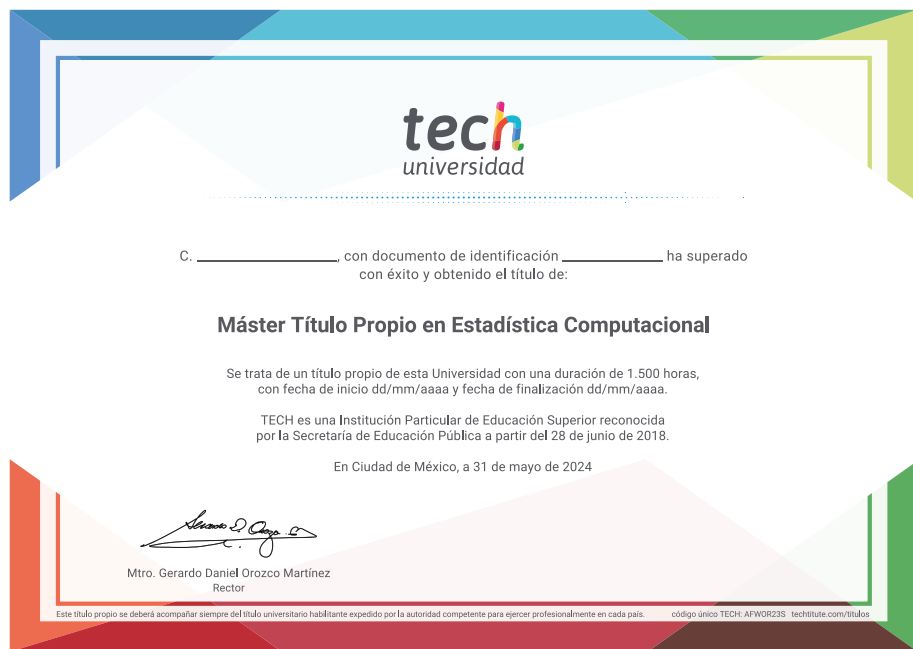 tech
universidad
C. ____________________, con documento de identificación ______________ ha superado
con éxito y obtenido el título de:
Máster Título Propio en Estadística Computacional
Se trata de un título propio de esta Universidad con una duración de 1.500 horas,
con fecha de inicio dd/mm/aaaa y fecha de finalización dd/mm/aaaa.
TECH es una Institución Particular de Educación Superior reconocida
por la Secretaría de Educación Pública a partir del 28 de junio de 2018.
En Ciudad de México, a 31 de mayo de 2024
Mtro. Gerardo Daniel Orozco Martínez
Rector
Este título propio se deberá acompañar siempre del título universitario habilitante expedido por la autoridad competente para ejercer profesionalmente en cada país. código único TECH: AFWOR23S techtitute.com/titulos